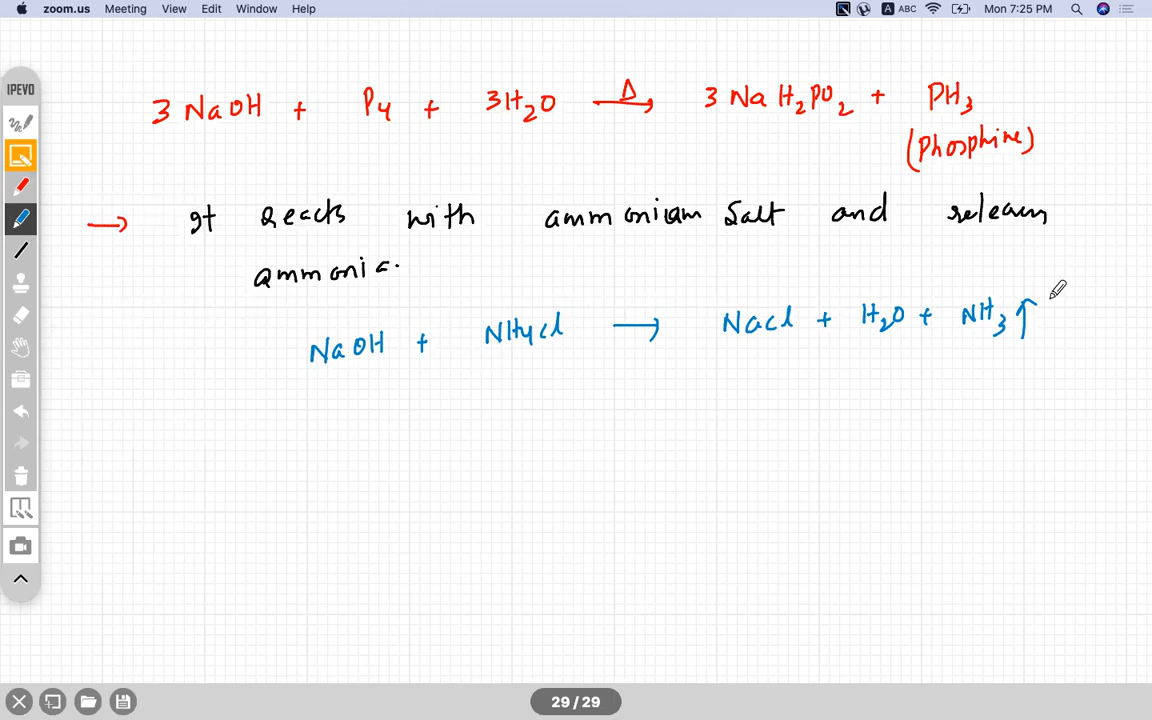 zoom.us Meeting View Edit Window Help A ABC Mon 7:25 PM
IPEVO
3 NaOH + P4 + 3H2O Δ→ 3 NaH2PO2 + PH3
(Phosphine)
→ It reacts with ammonium salt and
ammonia.
NaOH + NH4Cl → NaCl + H2O + NH3↑
29 / 29